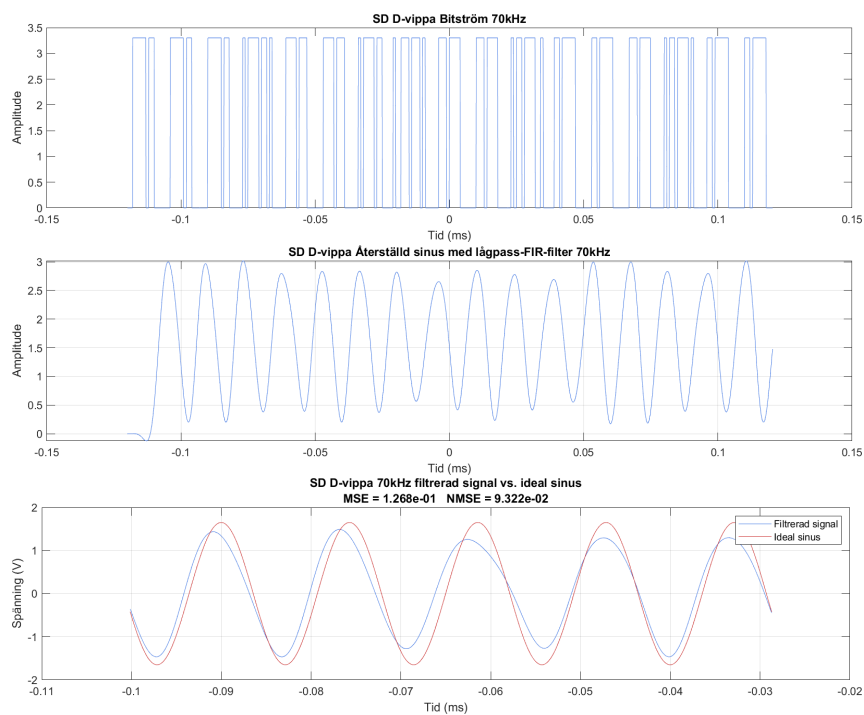 SD D-vippa Bitström 70kHz
Amplitude
3.5
3
2.5
2
1.5
1
0.5
0
-0.15 -0.1 -0.05 0 0.05 0.1 0.15
Tid (ms)
SD D-vippa Återställd sinus med lågpass-FIR-filter 70kHz
Amplitude
3
2.5
2
1.5
1
0.5
0
-0.15 -0.1 -0.05 0 0.05 0.1 0.15
Tid (ms)
SD D-vippa 70kHz filtrerad signal vs. ideal sinus
MSE = 1.268e-01 NMSE = 9.322e-02
Spänning (V)
2
1
0
-1
-2
Filtrerad signal
Ideal sinus
-0.11 -0.1 -0.09 -0.08 -0.07 -0.06 -0.05 -0.04 -0.03 -0.02
Tid (ms)